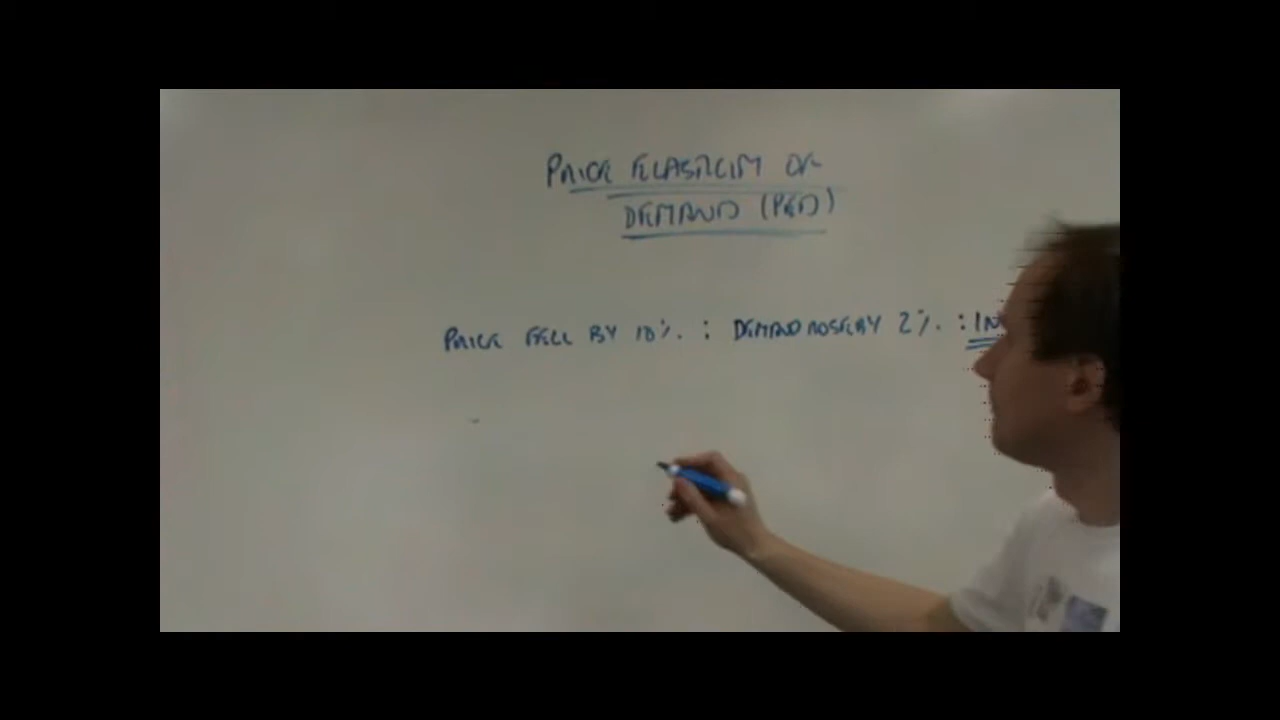 PRICE ELASTICITY OF
DEMAND (PED)
PRICE FELL BY 10% : DEMAND ROSE BY 2% : IN